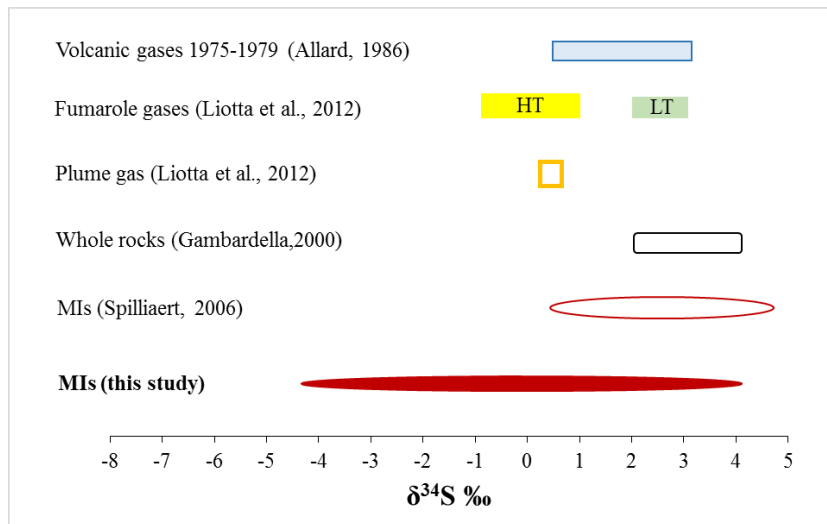 Volcanic gases 1975-1979 (Allard, 1986)
Fumarole gases (Liotta et al., 2012) HT LT
Plume gas (Liotta et al., 2012)
Whole rocks (Gambardella,2000)
MIs (Spilliaert, 2006)
MIs (this study)
-8 -7 -6 -5 -4 -3 -2 -1 0 1 2 3 4 5
δ³⁴S ‰